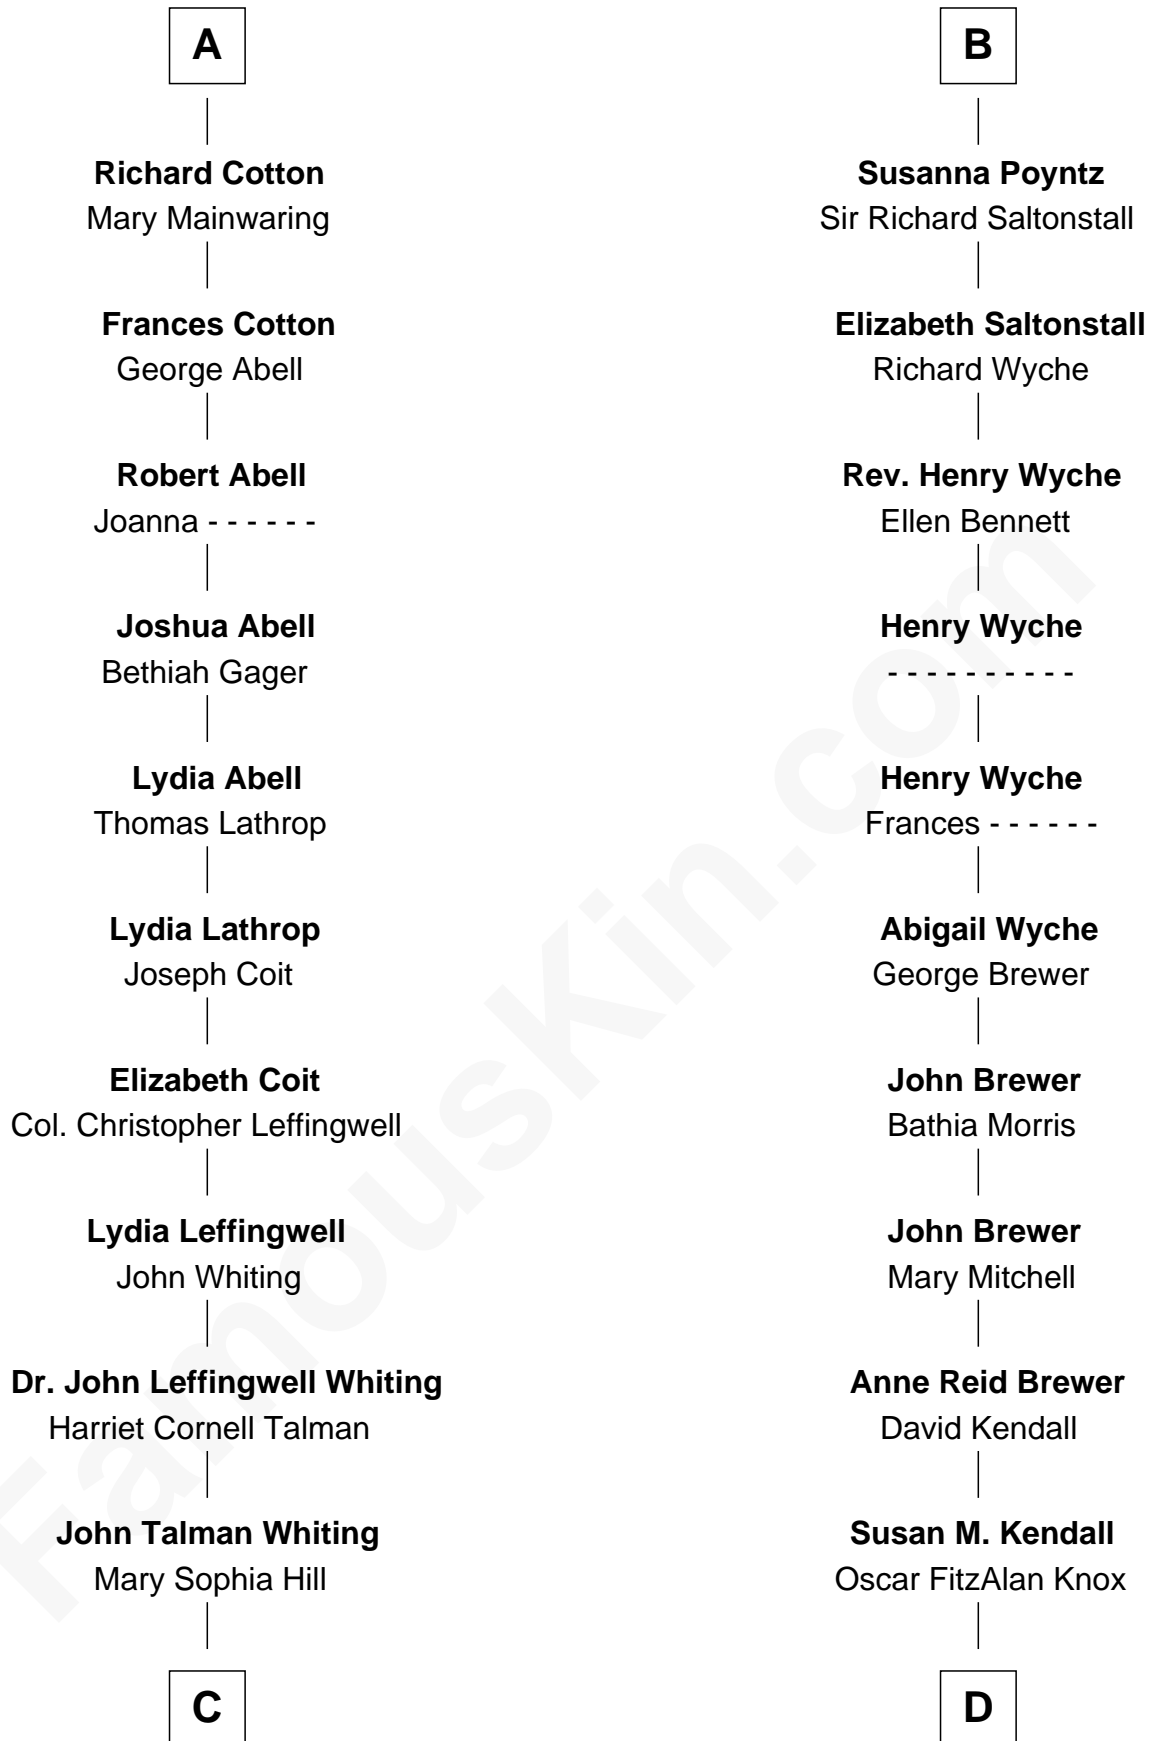 A
Richard Cotton
Mary Mainwaring
Frances Cotton
George Abell
Robert Abell
Joanna - - - - - -
Joshua Abell
Bethiah Gager
Lydia Abell
Thomas Lathrop
Lydia Lathrop
Joseph Coit
Elizabeth Coit
Col. Christopher Leffingwell
Lydia Leffingwell
John Whiting
Dr. John Leffingwell Whiting
Harriet Cornell Talman
John Talman Whiting
Mary Sophia Hill
C
B
Susanna Poyntz
Sir Richard Saltonstall
Elizabeth Saltonstall
Richard Wyche
Rev. Henry Wyche
Ellen Bennett
Henry Wyche
- - - - - - - - - -
Henry Wyche
Frances - - - - - -
Abigail Wyche
George Brewer
John Brewer
Bathia Morris
John Brewer
Mary Mitchell
Anne Reid Brewer
David Kendall
Susan M. Kendall
Oscar FitzAlan Knox
D
FamousKin.com